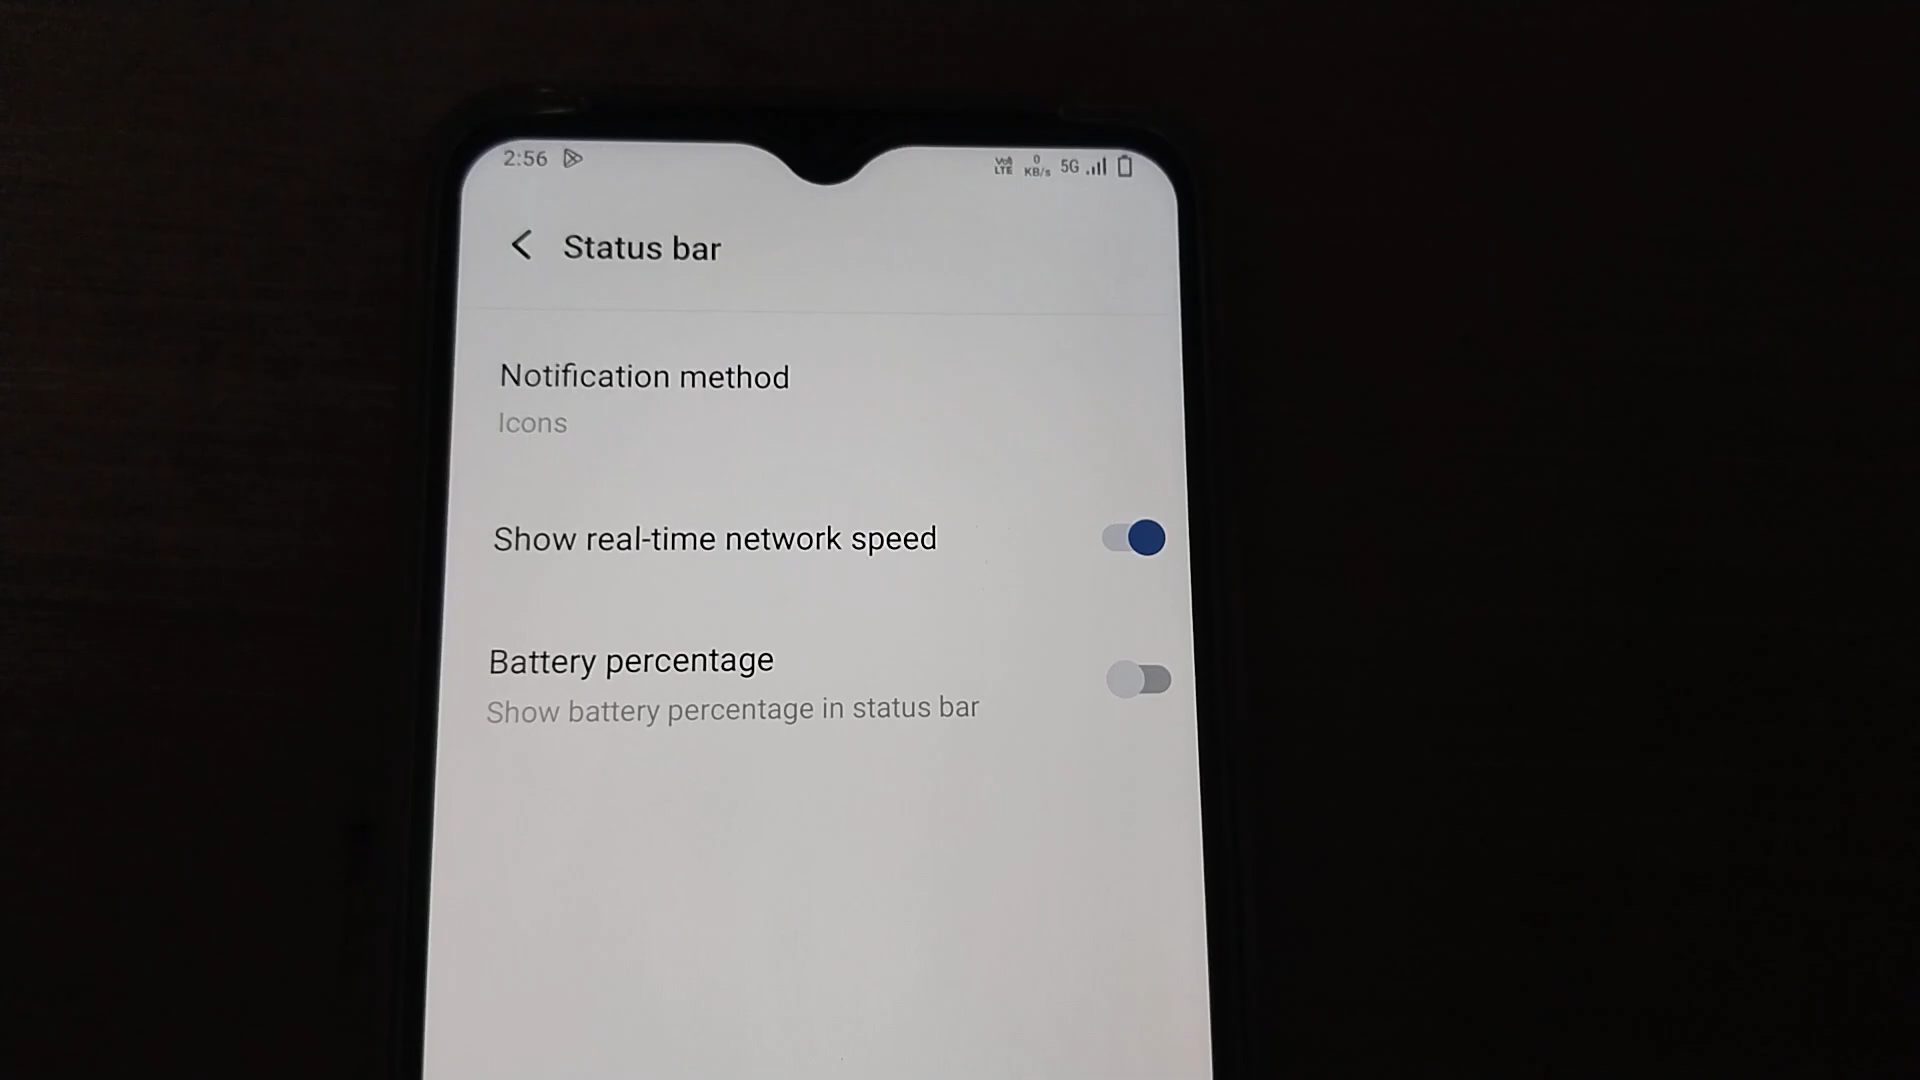 2:56 Vo) LTE 0 KB/s 5G
Status bar
Notification method
Icons
Show real-time network speed
Battery percentage
Show battery percentage in status bar